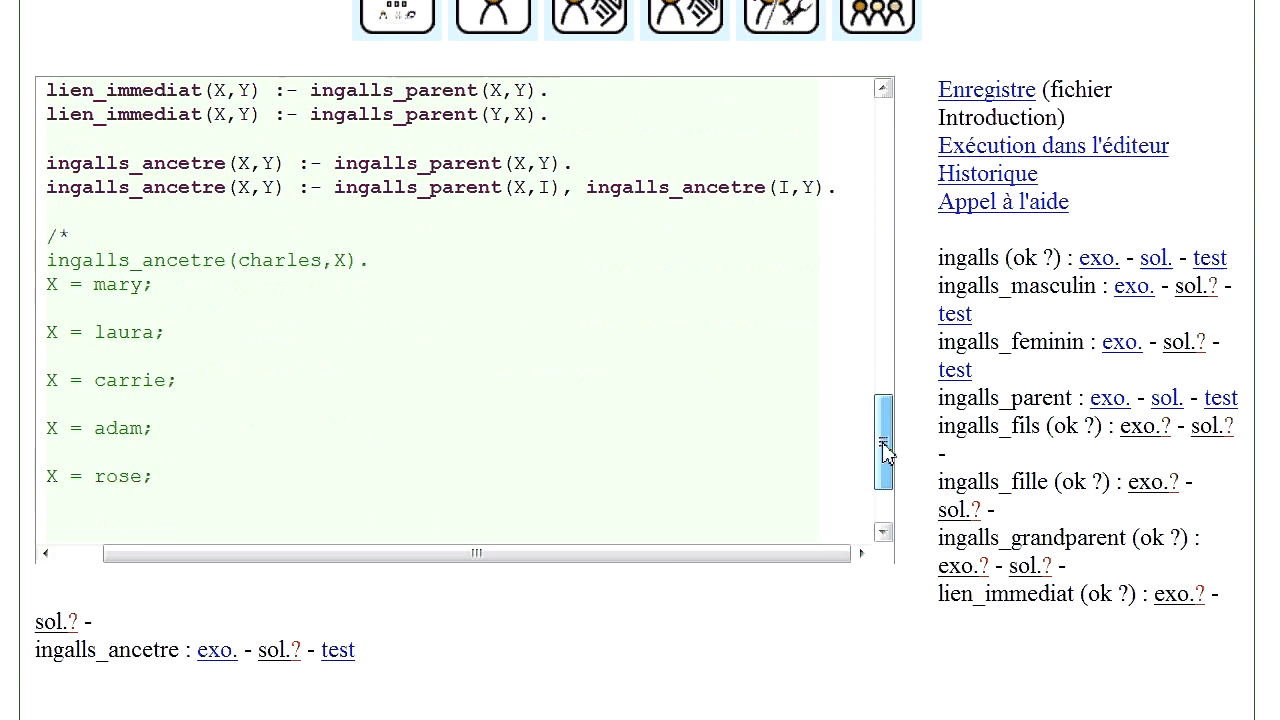 lien_immediat(X,Y) :- ingalls_parent(X,Y).
lien_immediat(X,Y) :- ingalls_parent(Y,X).
ingalls_ancetre(X,Y) :- ingalls_parent(X,Y).
ingalls_ancetre(X,Y) :- ingalls_parent(X,I), ingalls_ancetre(I,Y).
/*
ingalls_ancetre(charles,X).
X = mary;
X = laura;
X = carrie;
X = adam;
X = rose;
Enregistre (fichier
Introduction)
Exécution dans l'éditeur
Historique
Appel à l'aide
ingalls (ok ?) : exo. - sol. - test
ingalls_masculin : exo. - sol.? -
test
ingalls_feminin : exo. - sol.? -
test
ingalls_parent : exo. - sol. - test
ingalls_fils (ok ?) : exo.? - sol.?
-
ingalls_fille (ok ?) : exo.? -
sol.? -
ingalls_grandparent (ok ?) :
exo.? - sol.? -
lien_immediat (ok ?) : exo.? -
sol.? -
ingalls_ancetre : exo. - sol.? - test